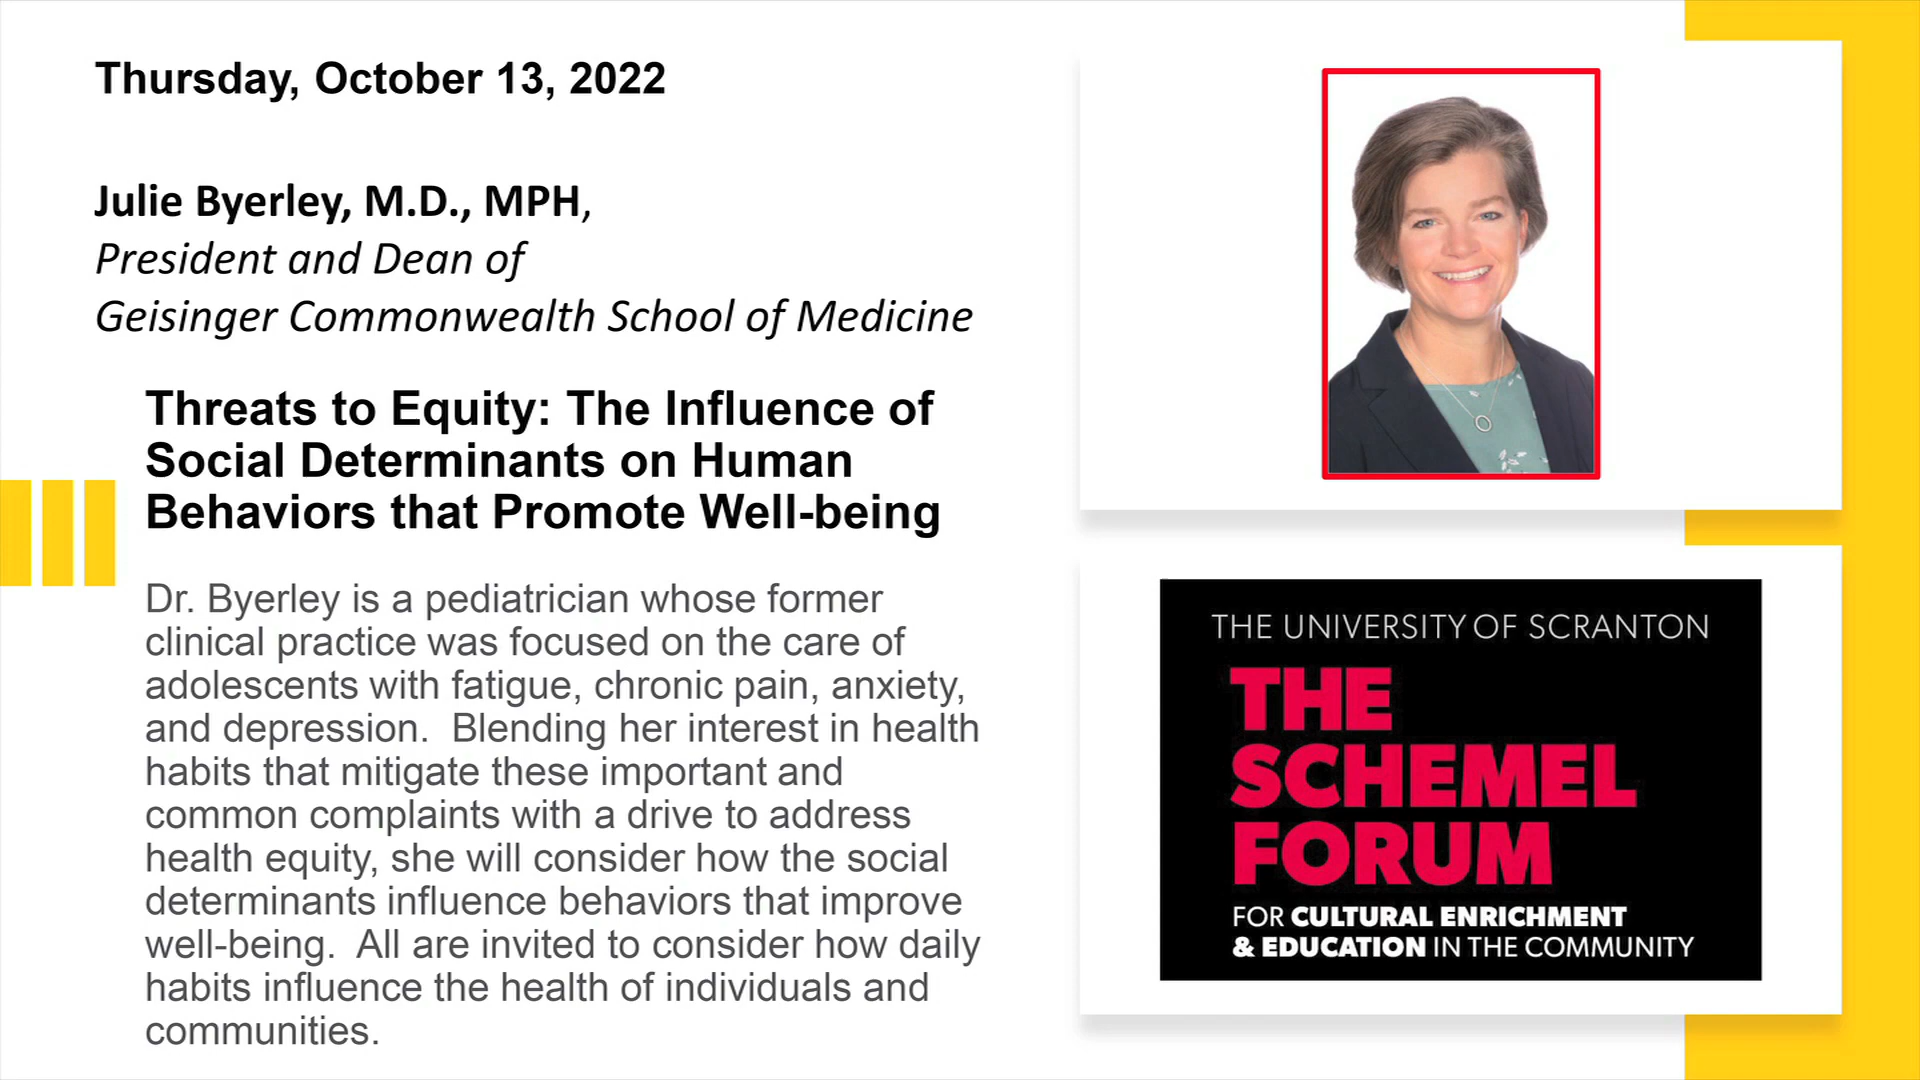 Thursday, October 13, 2022
Julie Byerley, M.D., MPH,
President and Dean of
Geisinger Commonwealth School of Medicine
Threats to Equity: The Influence of
Social Determinants on Human
Behaviors that Promote Well-being
Dr. Byerley is a pediatrician whose former
clinical practice was focused on the care of
adolescents with fatigue, chronic pain, anxiety,
and depression.  Blending her interest in health
habits that mitigate these important and
common complaints with a drive to address
health equity, she will consider how the social
determinants influence behaviors that improve
well-being.  All are invited to consider how daily
habits influence the health of individuals and
communities.
THE UNIVERSITY OF SCRANTON
THE
SCHEMEL
FORUM
FOR CULTURAL ENRICHMENT
& EDUCATION IN THE COMMUNITY